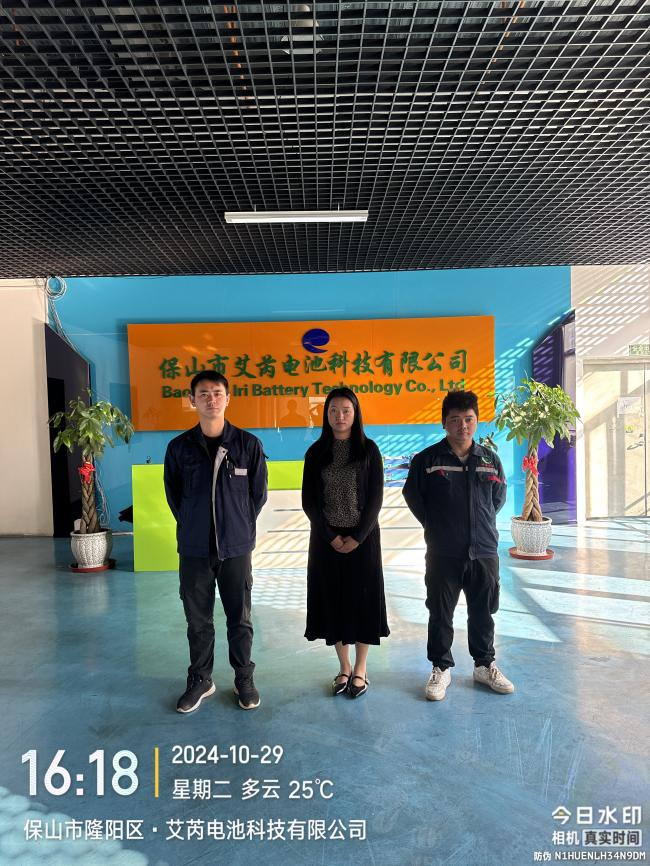 保山市艾芮电池科技有限公司
Iri Battery Technology Co., Ltd
16:18
2024-10-29
星期二 多云 25℃
保山市隆阳区·艾芮电池科技有限公司
今日水印
相机 真实时间
防伪 N1HUENLH34N9DM